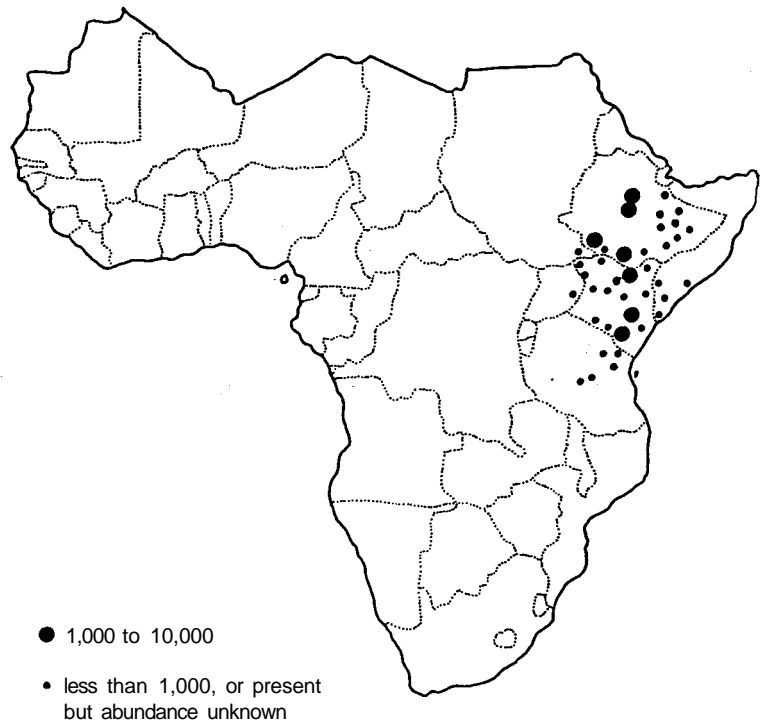 1,000 to 10,000
less than 1,000, or present
but abundance unknown